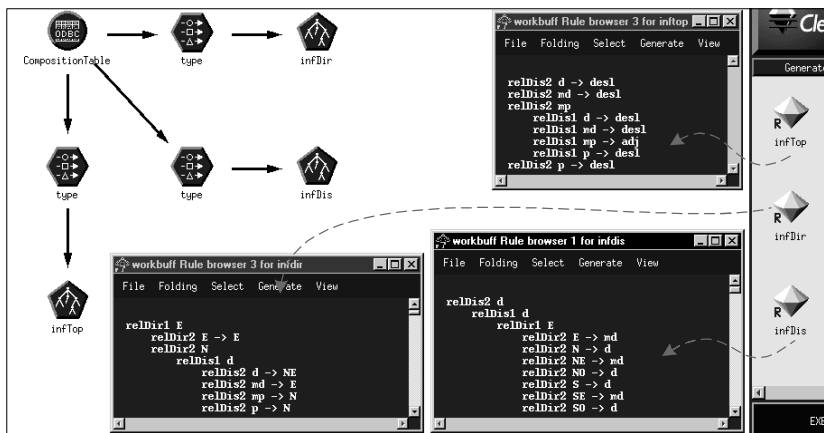 ODBC
CompositionTable
type
infDir
type
type
infDis
infTop
workbuff Rule browser 3 for inftop
File Folding Select Generate View
relDis2 d -> desl
relDis2 md -> desl
relDis2 mp
relDis1 d -> desl
relDis1 md -> desl
relDis1 mp -> adj
relDis1 p -> desl
relDis2 p -> desl
workbuff Rule browser 3 for infdir
File Folding Select Generate View
relDir1 E
relDir2 E -> E
relDir2 N
relDis1 d
relDis2 d -> NE
relDis2 md -> E
relDis2 mp -> N
relDis2 p -> N
workbuff Rule browser 1 for infdis
File Folding Select Generate View
relDis2 d
relDis1 d
relDir1 E
relDir2 E -> md
relDir2 N -> d
relDir2 NE -> md
relDir2 NO -> d
relDir2 S -> d
relDir2 SE -> md
relDir2 SO -> d
Cle
Generate
R
infTop
R
infDir
R
infDis
EXE